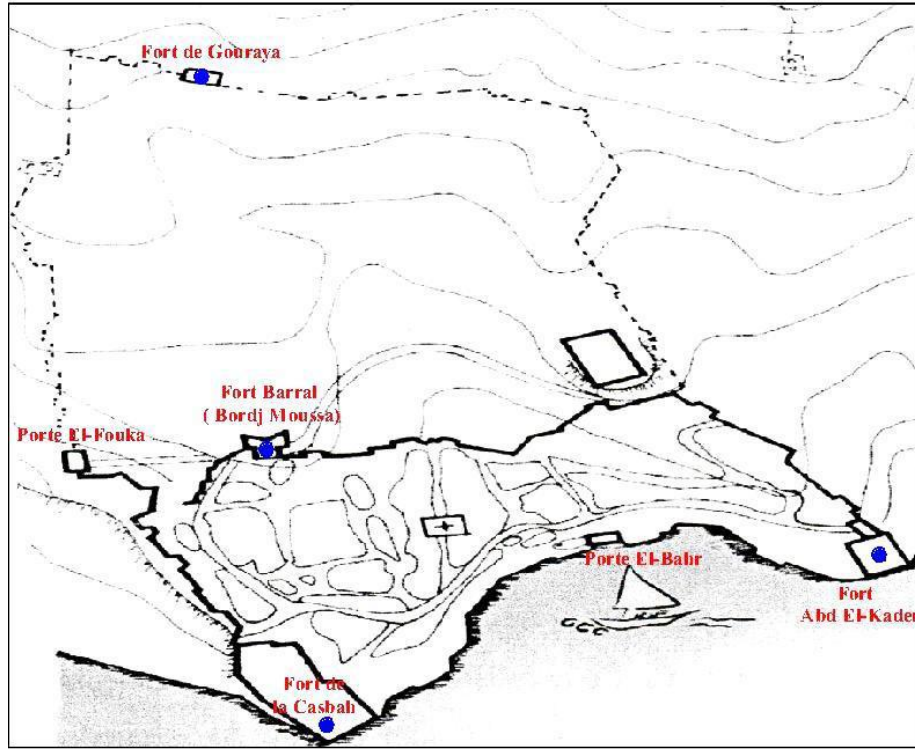 Fort de Gouraya
Fort Barral
( Bordj Moussa)
Porte El-Fouka
Porte El-Bahr
Fort
Abd El-Kader
Fort de
la Casbah